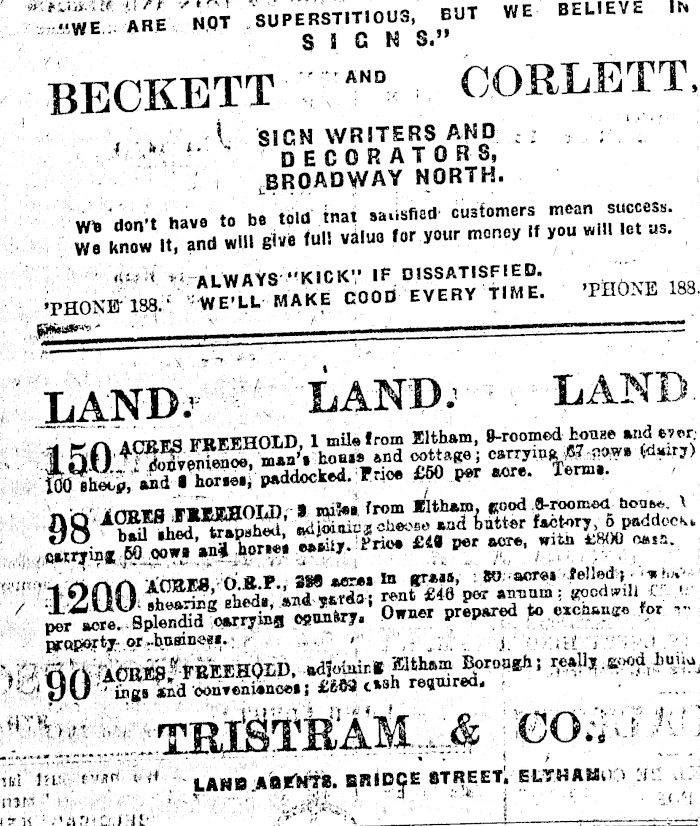 "WE ARE NOT SUPERSTITIOUS, BUT WE BELIEVE IN
SIGNS."
BECKETT AND CORLETT,
SIGN WRITERS AND
DECORATORS,
BROADWAY NORTH.
We don't have to be told that satisfied customers mean success.
We know it, and will give full value for your money if you will let us.
ALWAYS "KICK" IF DISSATISFIED.
'PHONE 188. WE'LL MAKE GOOD EVERY TIME. 'PHONE 188.
LAND. LAND. LAND
150 ACRES FREEHOLD, 1 mile from Eltham, 9-roomed house and every
convenience, man's house and cottage; carrying 67 cows (dairy)
100 sheep, and horses, paddocked. Price £50 per acre. Terms.
98 ACRES FREEHOLD, miles from Eltham, good 8-roomed house,
bail shed, trapshed, adjoining cheese and butter factory, 5 paddocks
carrying 50 cows and horses easily. Price per acre, with £800 cash.
1200 ACRES, O.R.P., acres in grass, acres felled;
shearing sheds, and yards; rent £46 per annum; goodwill
per acre. Splendid carrying country. Owner prepared to exchange for
property or business.
90 ACRES, FREEHOLD, adjoining Eltham Borough; really good build
ings and conveniences; cash required.
TRISTRAM & CO.,
LAND AGENTS, BRIDGE STREET, ELTHAM